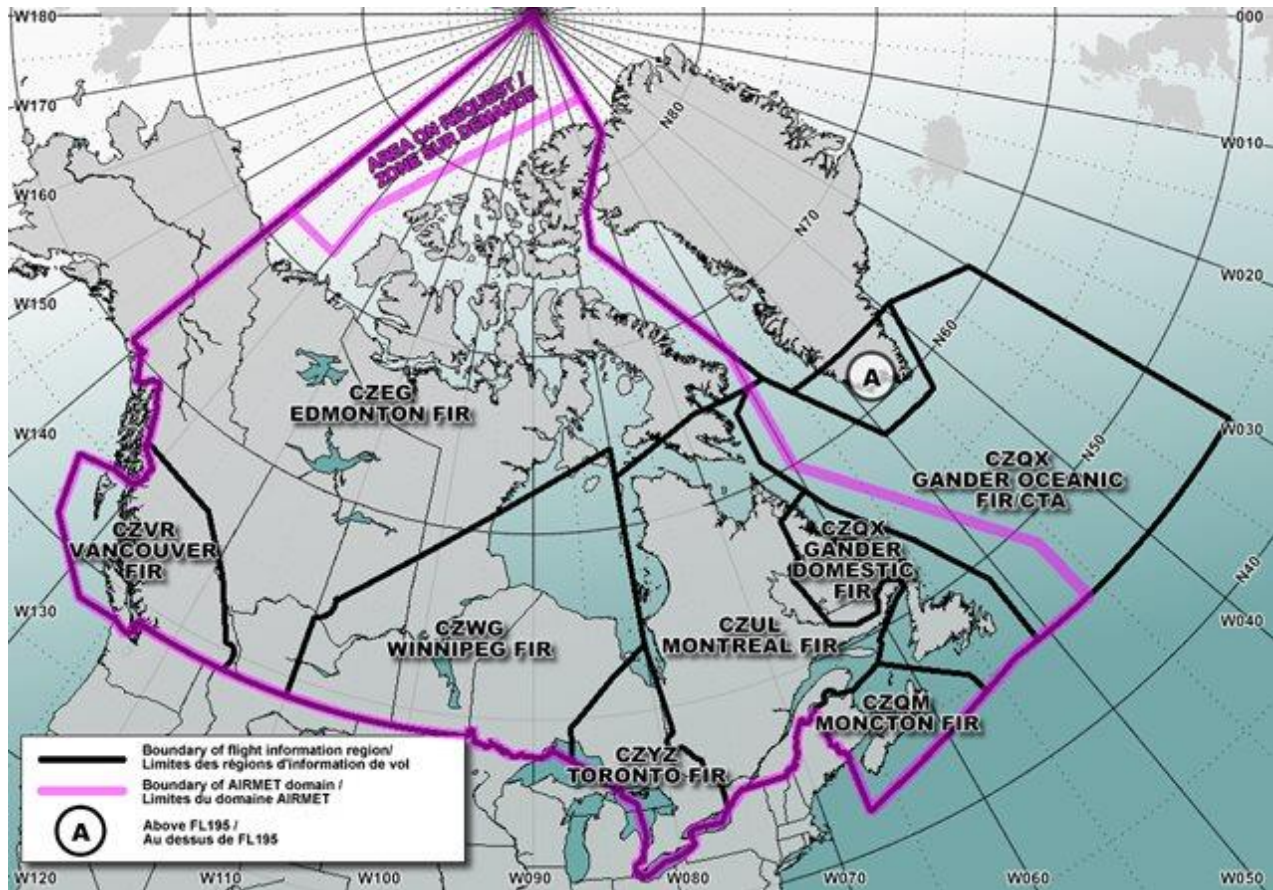 W180
000
W170
W010
W160
W020
W150
W030
W140
W040
W130
W050
W120
W110
W100
W090
W080
W070
W060
N80
N70
N60
N50
N40
AREA ON REQUEST /
ZONE SUR DEMANDE
CZEG
EDMONTON FIR
A
CZQX
GANDER OCEANIC
FIR/CTA
CZVR
VANCOUVER
FIR
CZQX
GANDER
DOMESTIC
FIR
CZWG
WINNIPEG FIR
CZUL
MONTREAL FIR
CZQM
MONCTON FIR
CZYZ
TORONTO FIR
Boundary of flight information region/
Limites des régions d'information de vol
Boundary of AIRMET domain /
Limites du domaine AIRMET
A
Above FL195 /
Au dessus de FL195